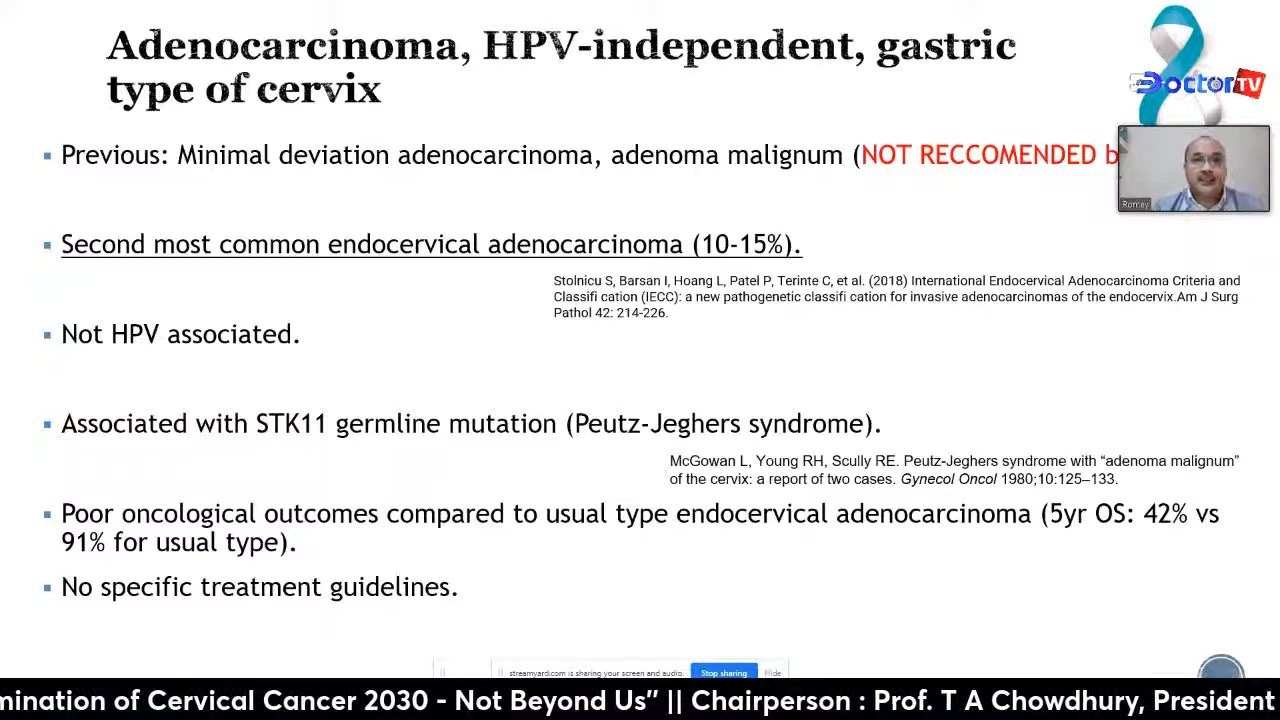 Adenocarcinoma, HPV-independent, gastric
type of cervix
DoctorTV
▪ Previous: Minimal deviation adenocarcinoma, adenoma malignum (NOT RECCOMENDED b
Romey
▪ Second most common endocervical adenocarcinoma (10-15%).
Stolnicu S, Barsan I, Hoang L, Patel P, Terinte C, et al. (2018) International Endocervical Adenocarcinoma Criteria and
Classifi cation (IECC): a new pathogenetic classifi cation for invasive adenocarcinomas of the endocervix.Am J Surg
Pathol 42: 214-226.
▪ Not HPV associated.
▪ Associated with STK11 germline mutation (Peutz-Jeghers syndrome).
McGowan L, Young RH, Scully RE. Peutz-Jeghers syndrome with “adenoma malignum”
of the cervix: a report of two cases. Gynecol Oncol 1980;10:125–133.
▪ Poor oncological outcomes compared to usual type endocervical adenocarcinoma (5yr OS: 42% vs
91% for usual type).
▪ No specific treatment guidelines.
streamyard.com is sharing your screen and audio. Stop sharing Hide
mination of Cervical Cancer 2030 - Not Beyond Us” || Chairperson : Prof. T A Chowdhury, President